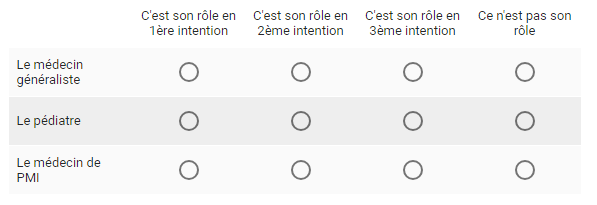 C'est son rôle en C'est son rôle en C'est son rôle en Ce n'est pas son
1ère intention 2ème intention 3ème intention rôle
Le médecin
généraliste
Le pédiatre
Le médecin de
PMI